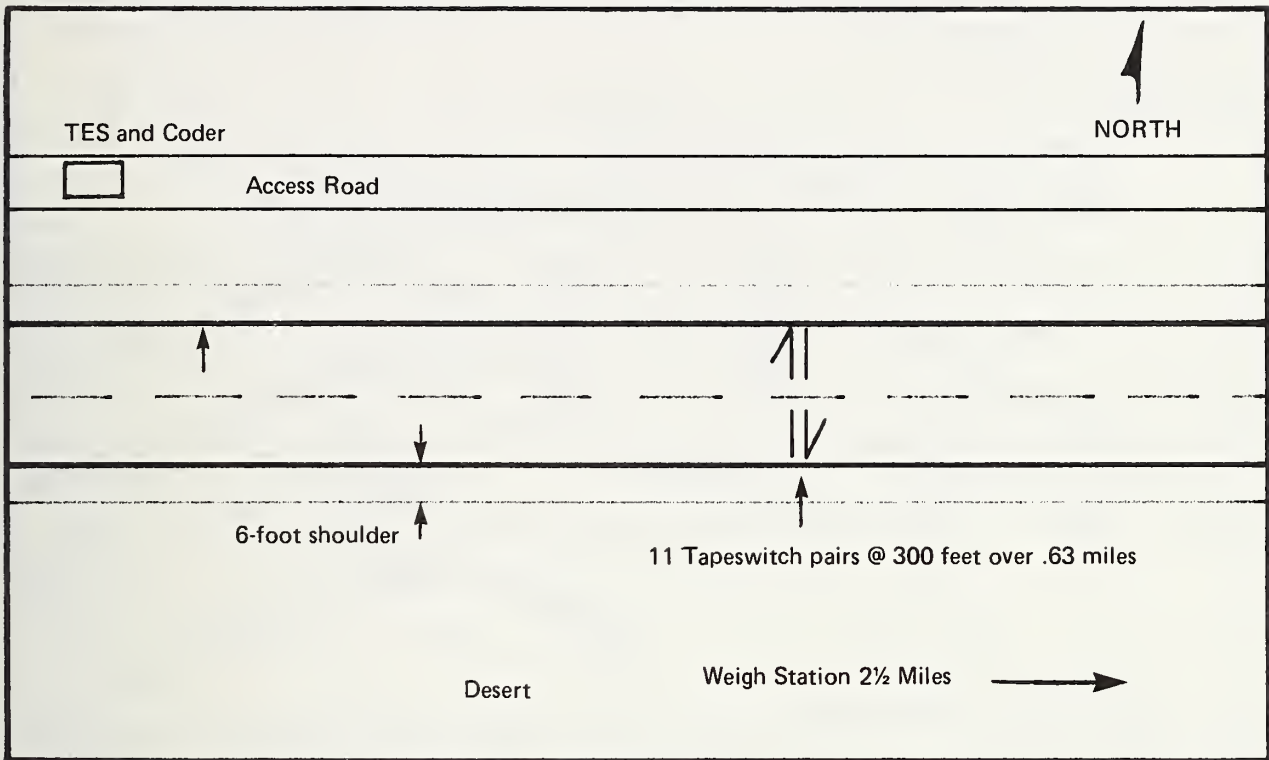 TES and Coder
NORTH
Access Road
6-foot shoulder
11 Tapeswitch pairs @ 300 feet over .63 miles
Weigh Station 2½ Miles
Desert